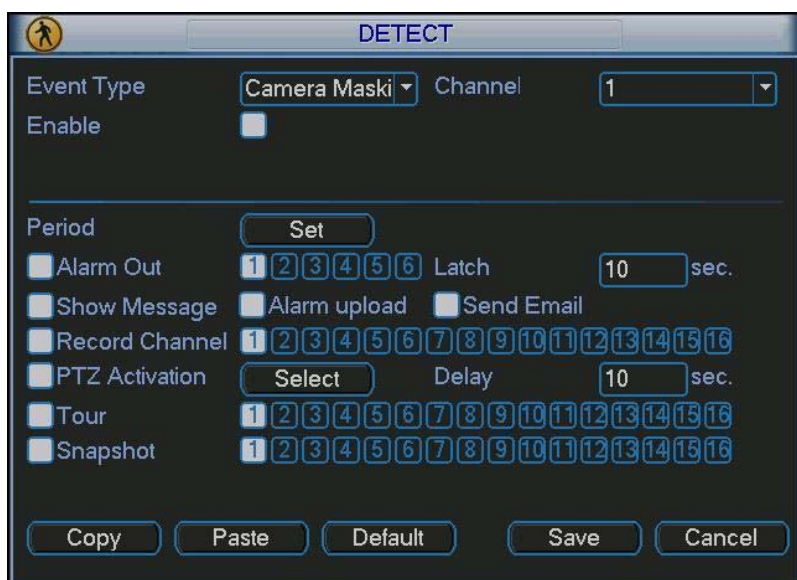 DETECT
Event Type Camera Maski Channel 1
Enable
Period Set
Alarm Out 1 2 3 4 5 6 Latch 10 sec.
Show Message Alarm upload Send Email
Record Channel 1 2 3 4 5 6 7 8 9 10 11 12 13 14 15 16
PTZ Activation Select Delay 10 sec.
Tour 1 2 3 4 5 6 7 8 9 10 11 12 13 14 15 16
Snapshot 1 2 3 4 5 6 7 8 9 10 11 12 13 14 15 16
Copy Paste Default Save Cancel